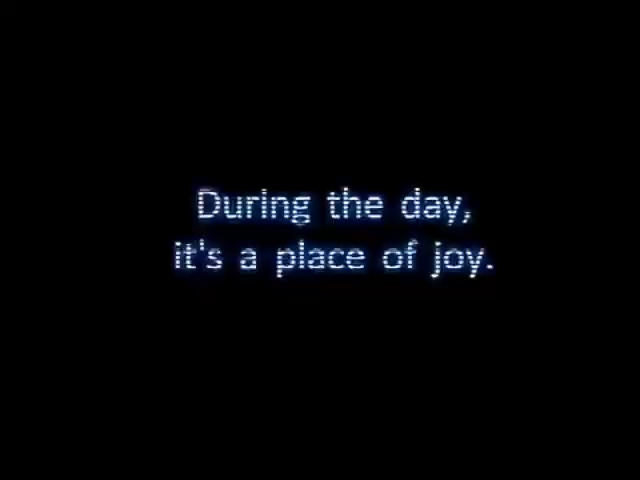 During the day,
it's a place of joy.